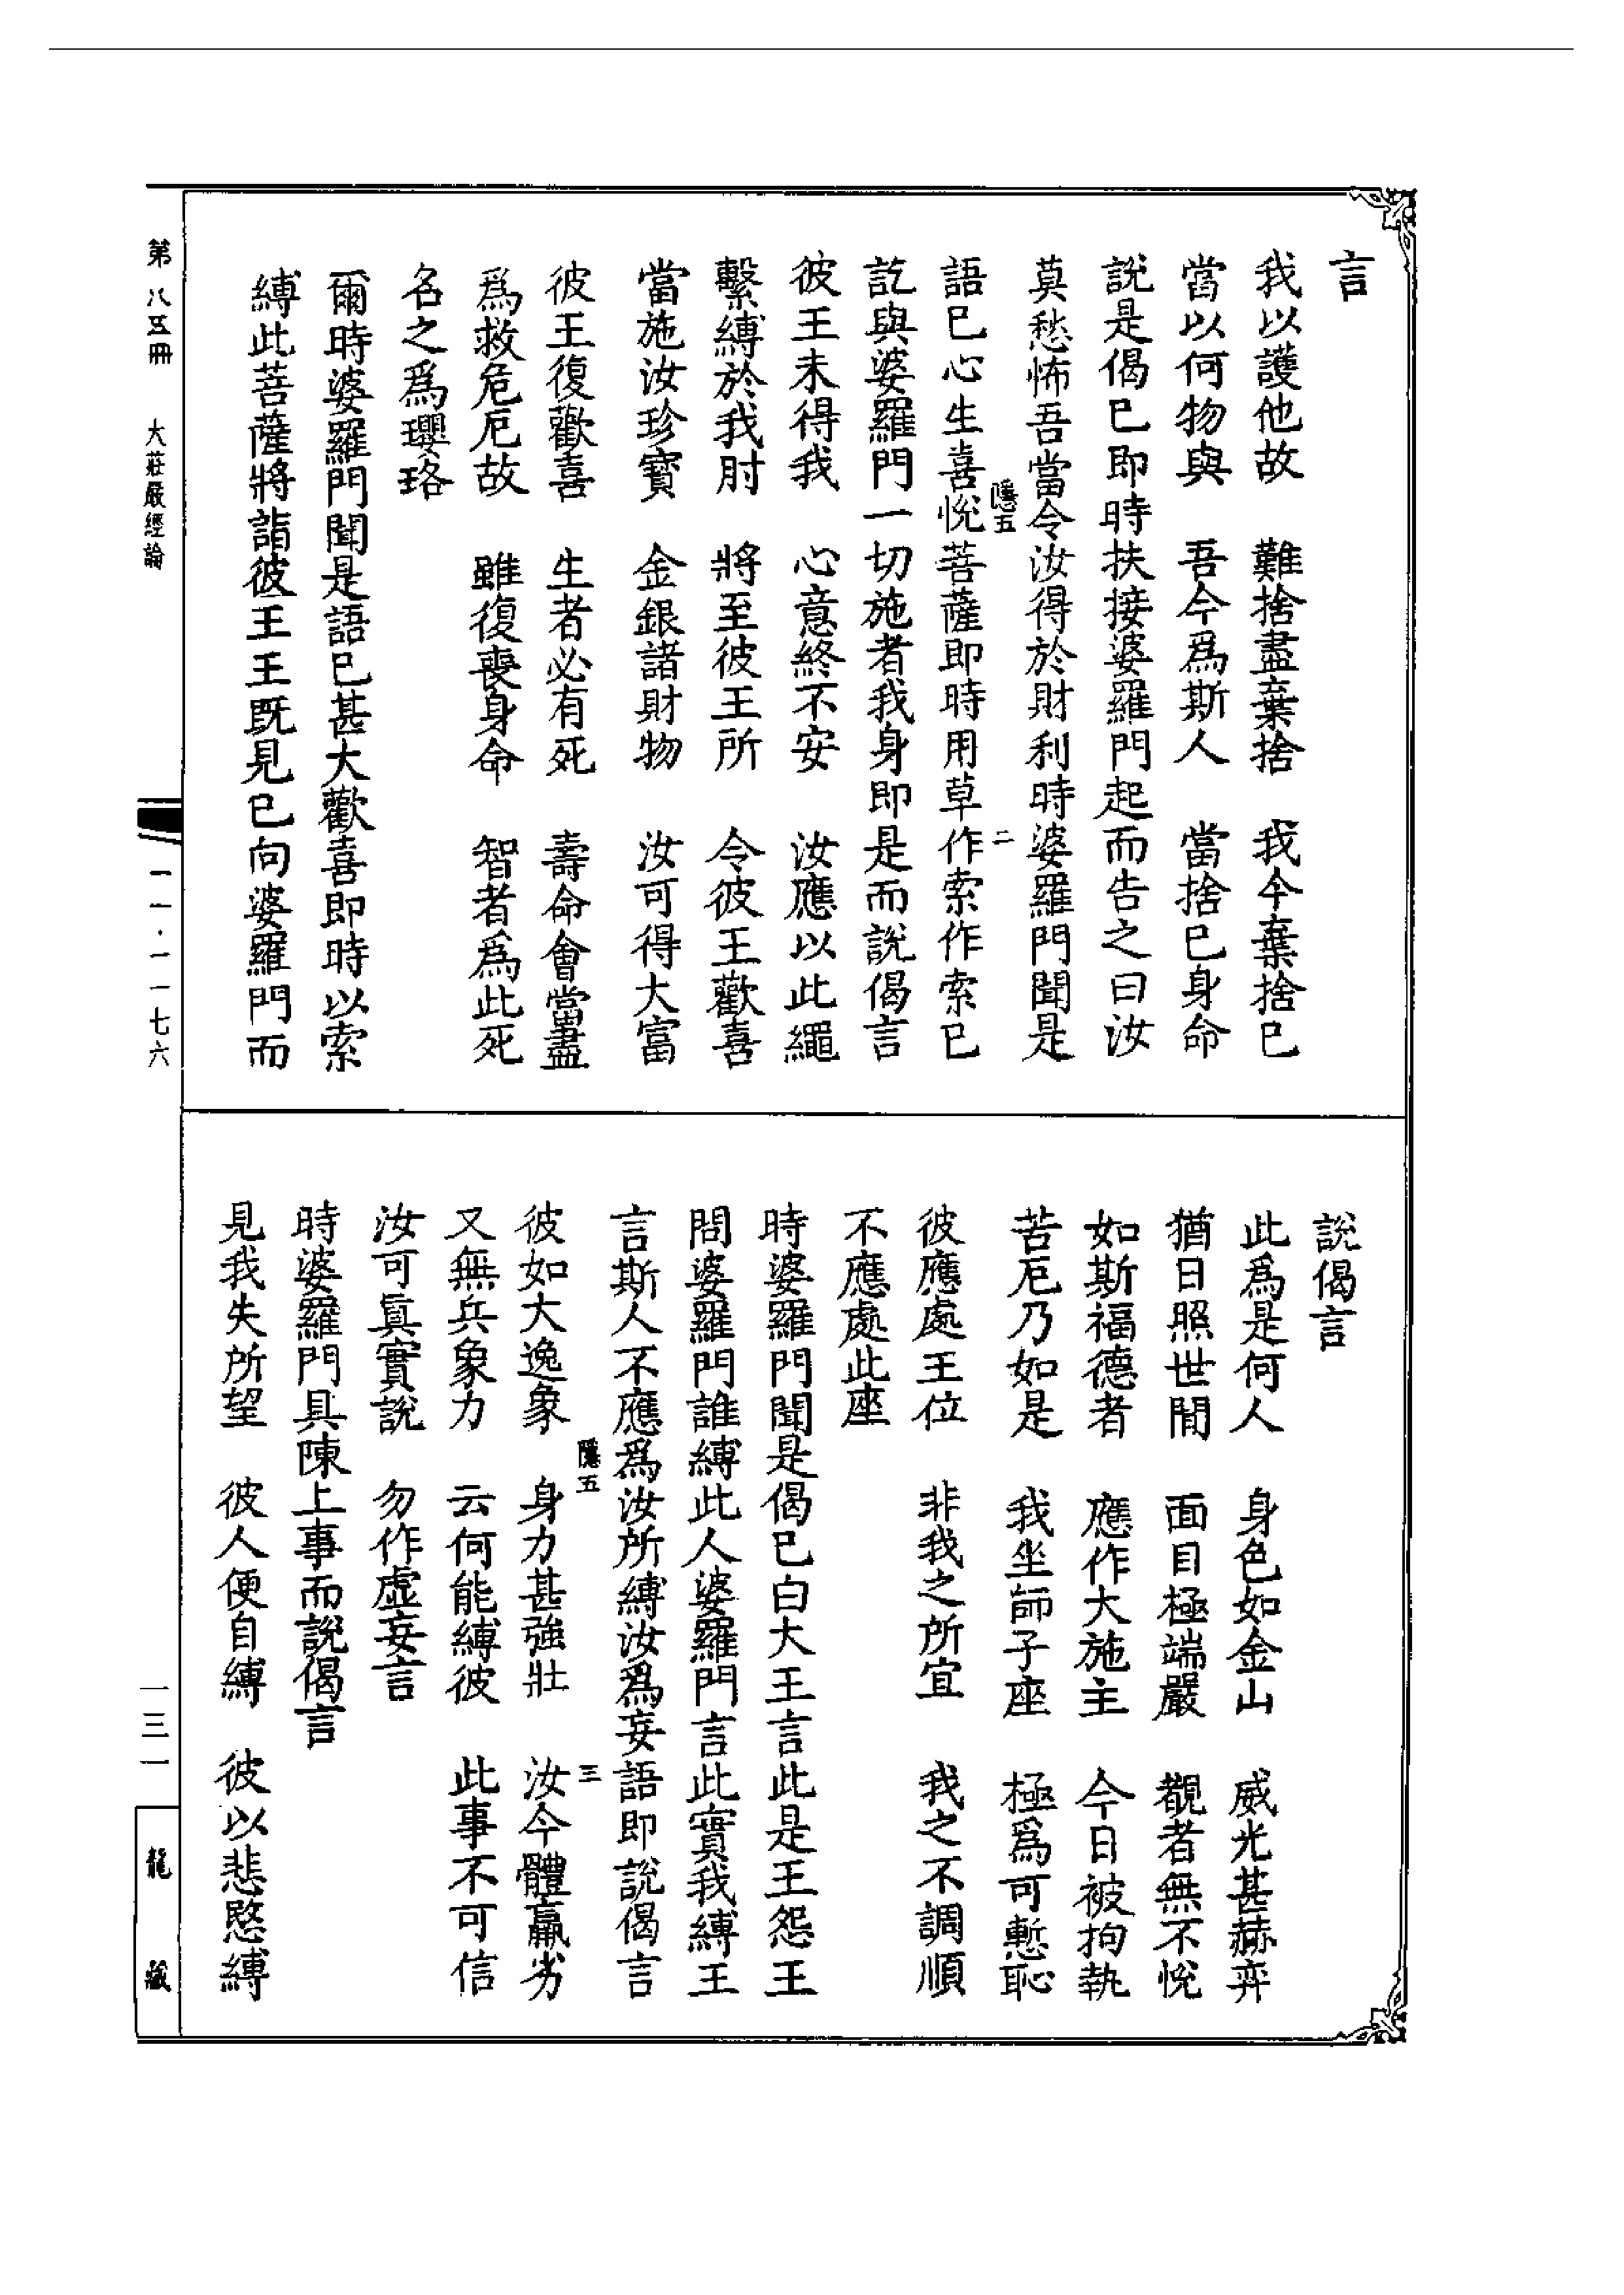 言
我以護他故　難捨盡棄捨　我今棄捨已
當以何物與　吾今爲斯人　當捨已身命
說是偈已即時扶接婆羅門起而告之曰汝
莫愁怖吾當令汝得於財利時婆羅門聞是
隱五　二
語已心生喜悅菩薩即時用草作索作索已
訖與婆羅門一切施者我身即是而說偈言
彼王未得我　心意終不安　汝應以此繩
繫縛於我肘　將至彼王所　令彼王歡喜
當施汝珍寶　金銀諸財物　汝可得大富
彼王復歡喜　生者必有死　壽命會當盡
爲救危厄故　雖復喪身命　智者爲此死
名之爲瓔珞
爾時婆羅門聞是語已甚大歡喜即時以索
縛此菩薩將詣彼王王既見已向婆羅門而
說偈言
此爲是何人　身色如金山　威光甚赫弈
猶日照世間　面目極端嚴　覩者無不悅
如斯福德者　應作大施主　今日被拘執
苦厄乃如是　我坐師子座　極爲可慙恥
彼應處王位　非我之所宜　我之不調順
不應處此座
時婆羅門聞是偈已白大王言此是王怨王
問婆羅門誰縛此人婆羅門言此實我縛王
言斯人不應爲汝所縛汝爲妄語即說偈言
隱五　三
彼如大逸象　身力甚強壯　汝今體羸劣
又無兵象力　云何能縛彼　此事不可信
汝可眞實說　勿作虛妄言
時婆羅門具陳上事而說偈言
見我失所望　彼人便自縛　彼以悲愍縛
第八五冊　大莊嚴經論　一一一·一一七六　一三一　龍藏